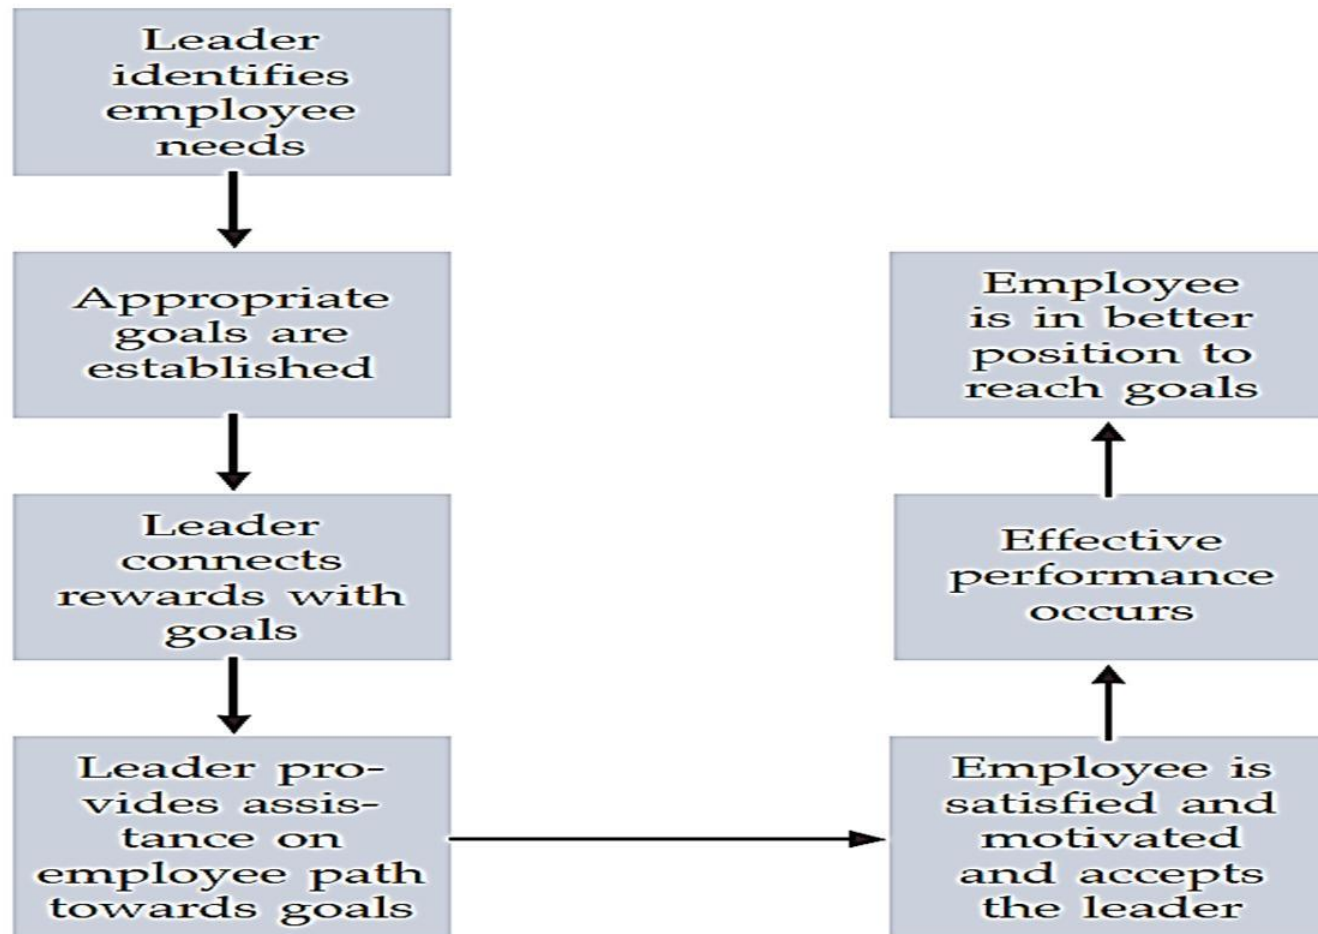 Leader
identifies
employee
needs
Appropriate
goals are
established
Leader
connects
rewards with
goals
Leader pro-
vides assis-
tance on
employee path
towards goals
Employee is
satisfied and
motivated
and accepts
the leader
Effective
performance
occurs
Employee
is in better
position to
reach goals